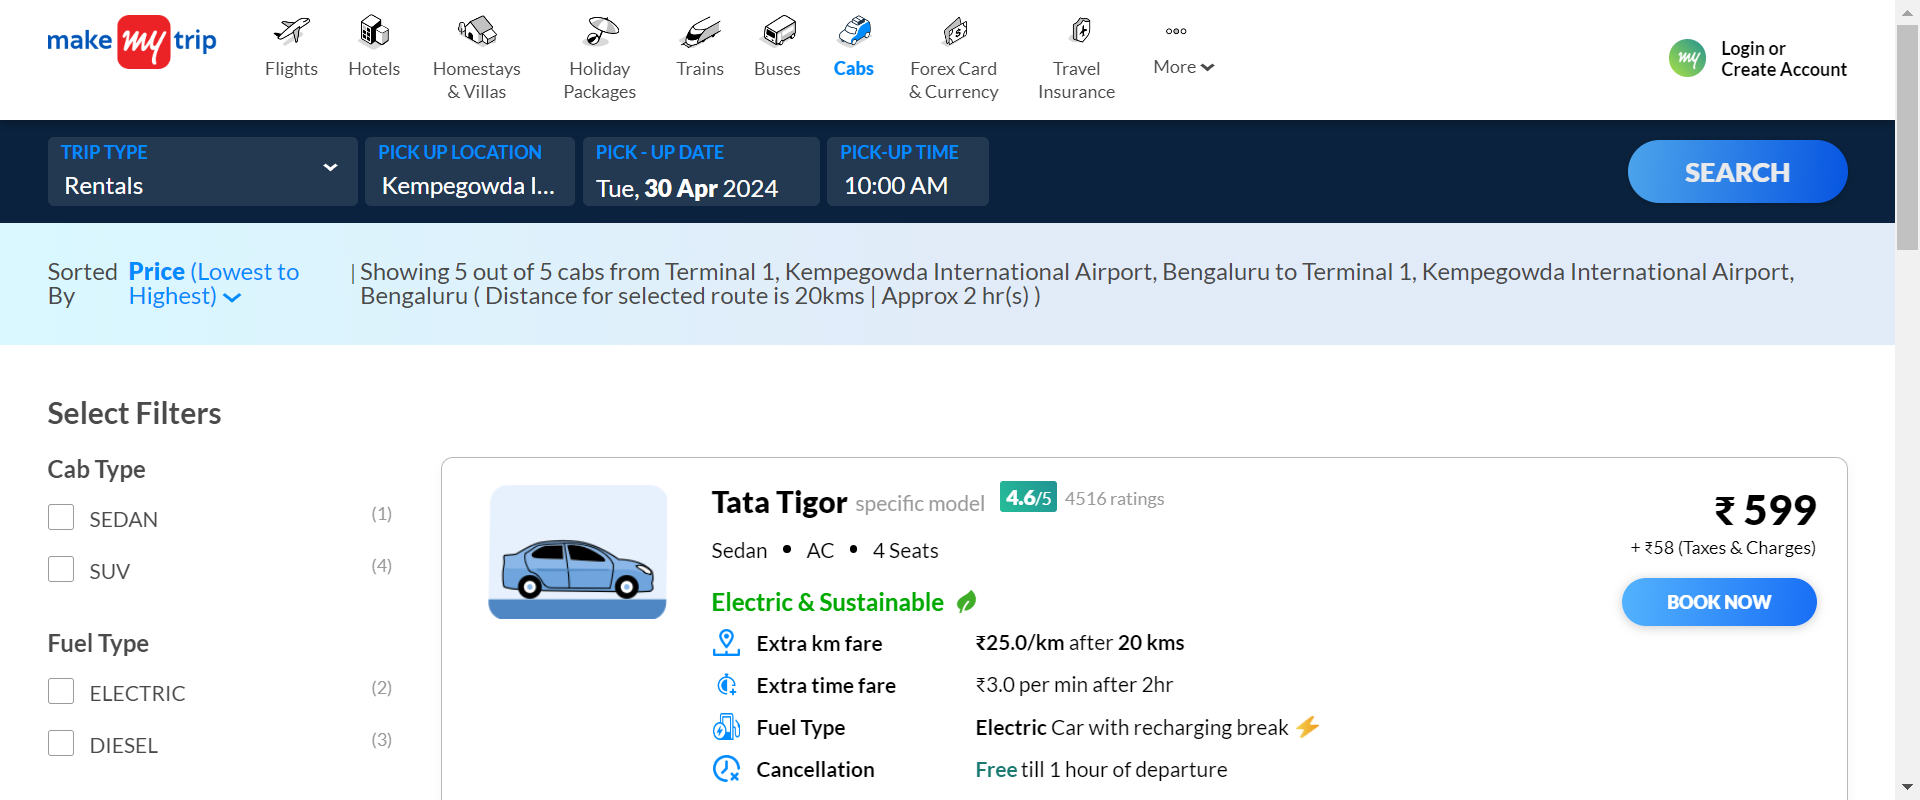 make my trip
Flights
Hotels
Homestays
& Villas
Holiday
Packages
Trains
Buses
Cabs
Forex Card
& Currency
Travel
Insurance
More
my
Login or
Create Account
TRIP TYPE
Rentals
PICK UP LOCATION
Kempegowda I...
PICK - UP DATE
Tue, 30 Apr 2024
PICK-UP TIME
10:00 AM
SEARCH
Sorted
By
Price (Lowest to
Highest)
| Showing 5 out of 5 cabs from Terminal 1, Kempegowda International Airport, Bengaluru to Terminal 1, Kempegowda International Airport,
Bengaluru ( Distance for selected route is 20kms | Approx 2 hr(s) )
Select Filters
Cab Type
SEDAN (1)
SUV (4)
Fuel Type
ELECTRIC (2)
DIESEL (3)
Tata Tigor specific model 4.6/5 4516 ratings
Sedan • AC • 4 Seats
Electric & Sustainable
Extra km fare ₹25.0/km after 20 kms
Extra time fare ₹3.0 per min after 2hr
Fuel Type Electric Car with recharging break ⚡
Cancellation Free till 1 hour of departure
₹ 599
+ ₹58 (Taxes & Charges)
BOOK NOW